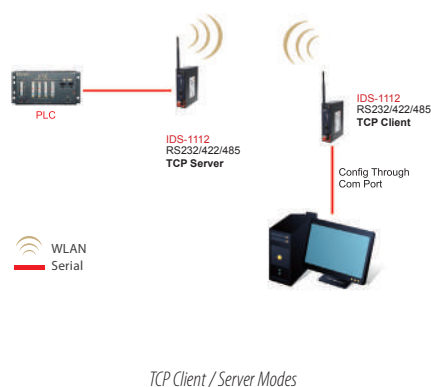 PLC
IDS-1112
RS232/422/485
TCP Server
IDS-1112
RS232/422/485
TCP Client
Config Through
Com Port
WLAN
Serial
TCP Client / Server Modes